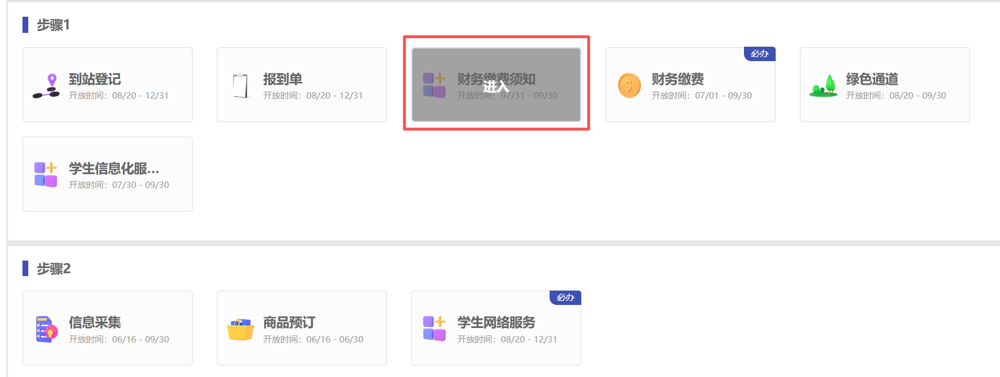 步骤1
到站登记
开放时间：08/20 - 12/31
报到单
开放时间：08/20 - 12/31
财务缴费须知
进入
开放时间：07/31 - 09/30
必办
财务缴费
开放时间：07/01 - 09/30
绿色通道
开放时间：08/20 - 09/30
学生信息化服...
开放时间：07/30 - 09/30
步骤2
信息采集
开放时间：06/16 - 09/30
商品预订
开放时间：06/16 - 06/30
必办
学生网络服务
开放时间：08/20 - 12/31